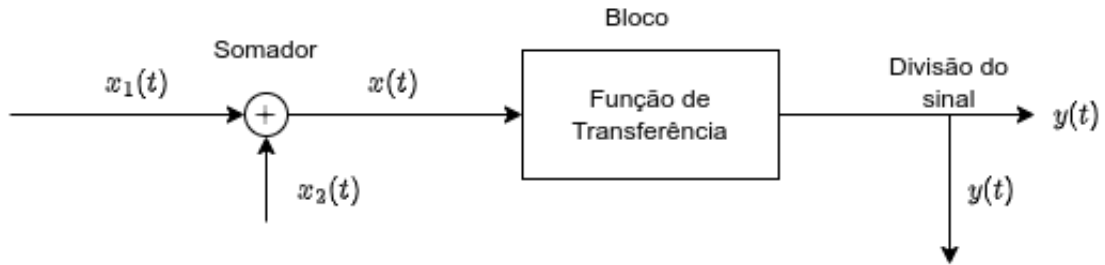 Bloco
Somador
x₁(t)
x(t)
Divisão do
sinal
Função de
Transferência
+
y(t)
x₂(t)
y(t)